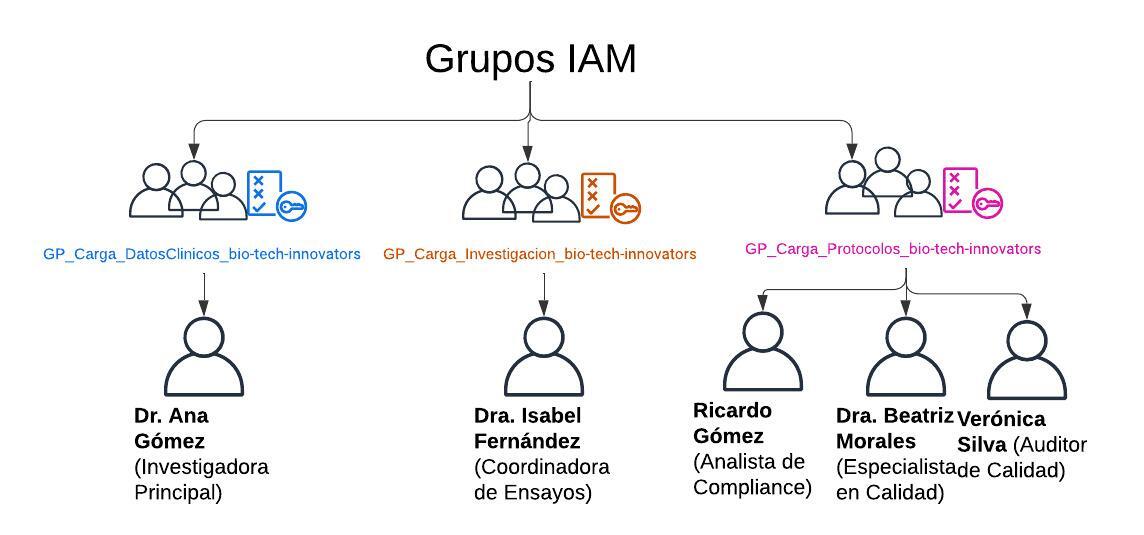 Grupos IAM
GP_Carga_DatosClinicos_bio-tech-innovators
GP_Carga_Investigacion_bio-tech-innovators
GP_Carga_Protocolos_bio-tech-innovators
Dr. Ana
Gómez
(Investigadora
Principal)
Dra. Isabel
Fernández
(Coordinadora
de Ensayos)
Ricardo
Gómez
(Analista de
Compliance)
Dra. Beatriz
Morales
(Especialista
en Calidad)
Verónica
Silva (Auditor
de Calidad)